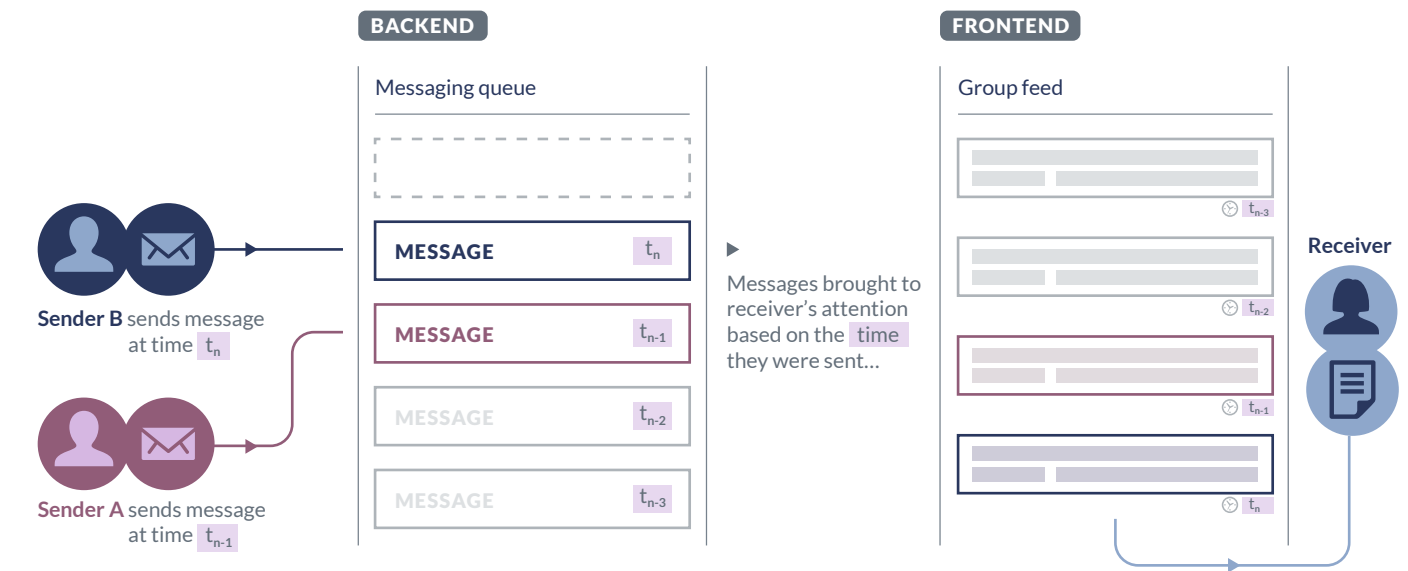 BACKEND
FRONTEND
Messaging queue
Group feed
MESSAGE tn
MESSAGE tn-1
MESSAGE tn-2
MESSAGE tn-3
Sender B sends message
at time tn
Sender A sends message
at time tn-1
Messages brought to
receiver’s attention
based on the time
they were sent...
tn-3
tn-2
tn-1
tn
Receiver